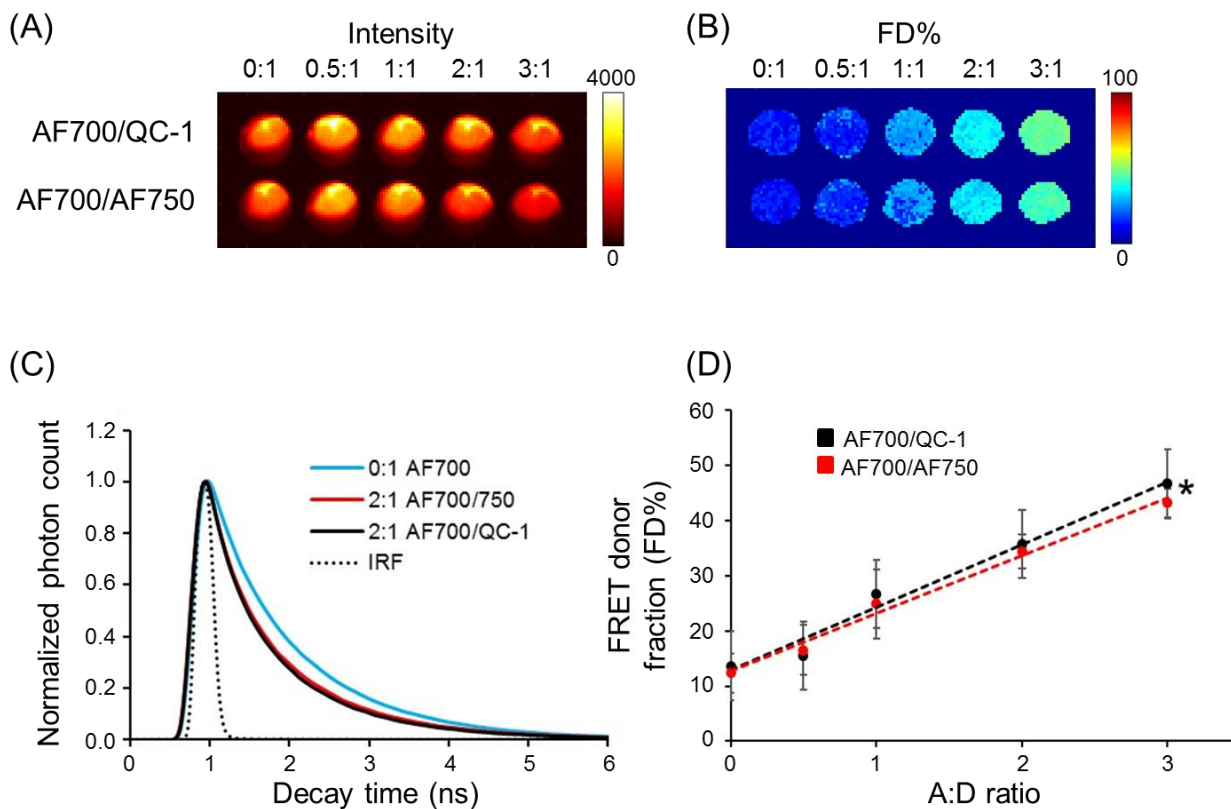 (A)
Intensity
0:1 0.5:1 1:1 2:1 3:1
4000
AF700/QC-1
AF700/AF750
0
(B)
FD%
0:1 0.5:1 1:1 2:1 3:1
100
0
(C)
Normalized photon count
1.2
1.0
0.8
0.6
0.4
0.2
0.0
0:1 AF700
2:1 AF700/750
2:1 AF700/QC-1
IRF
0 1 2 3 4 5 6
Decay time (ns)
(D)
FRET donor
fraction (FD%)
60
50
40
30
20
10
0
AF700/QC-1
AF700/AF750
*
0 1 2 3
A:D ratio